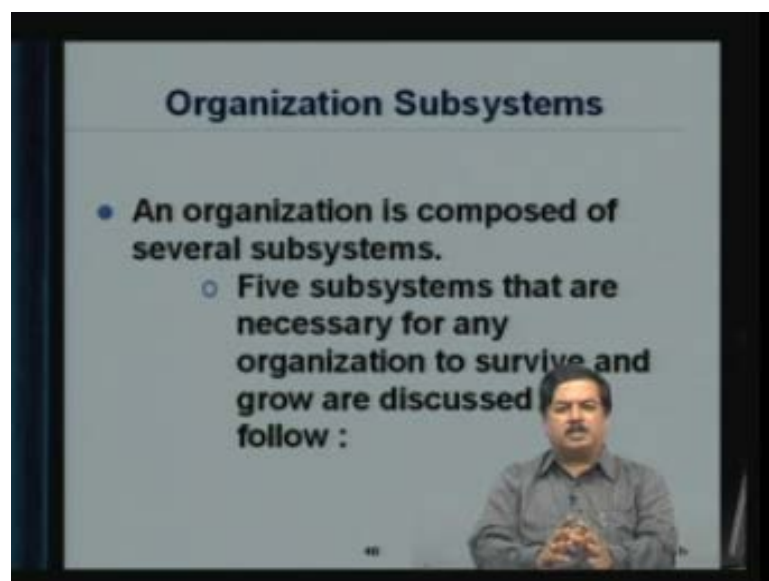 Organization Subsystems
• An organization is composed of
several subsystems.
o Five subsystems that are
necessary for any
organization to survive and
grow are discussed
follow :